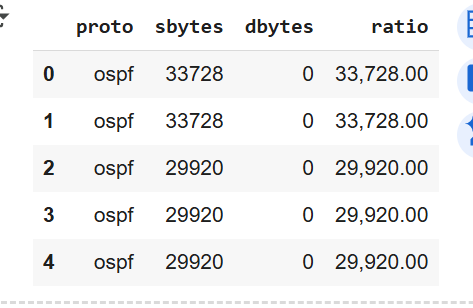 proto sbytes dbytes ratio
0 ospf 33728 0 33,728.00
1 ospf 33728 0 33,728.00
2 ospf 29920 0 29,920.00
3 ospf 29920 0 29,920.00
4 ospf 29920 0 29,920.00